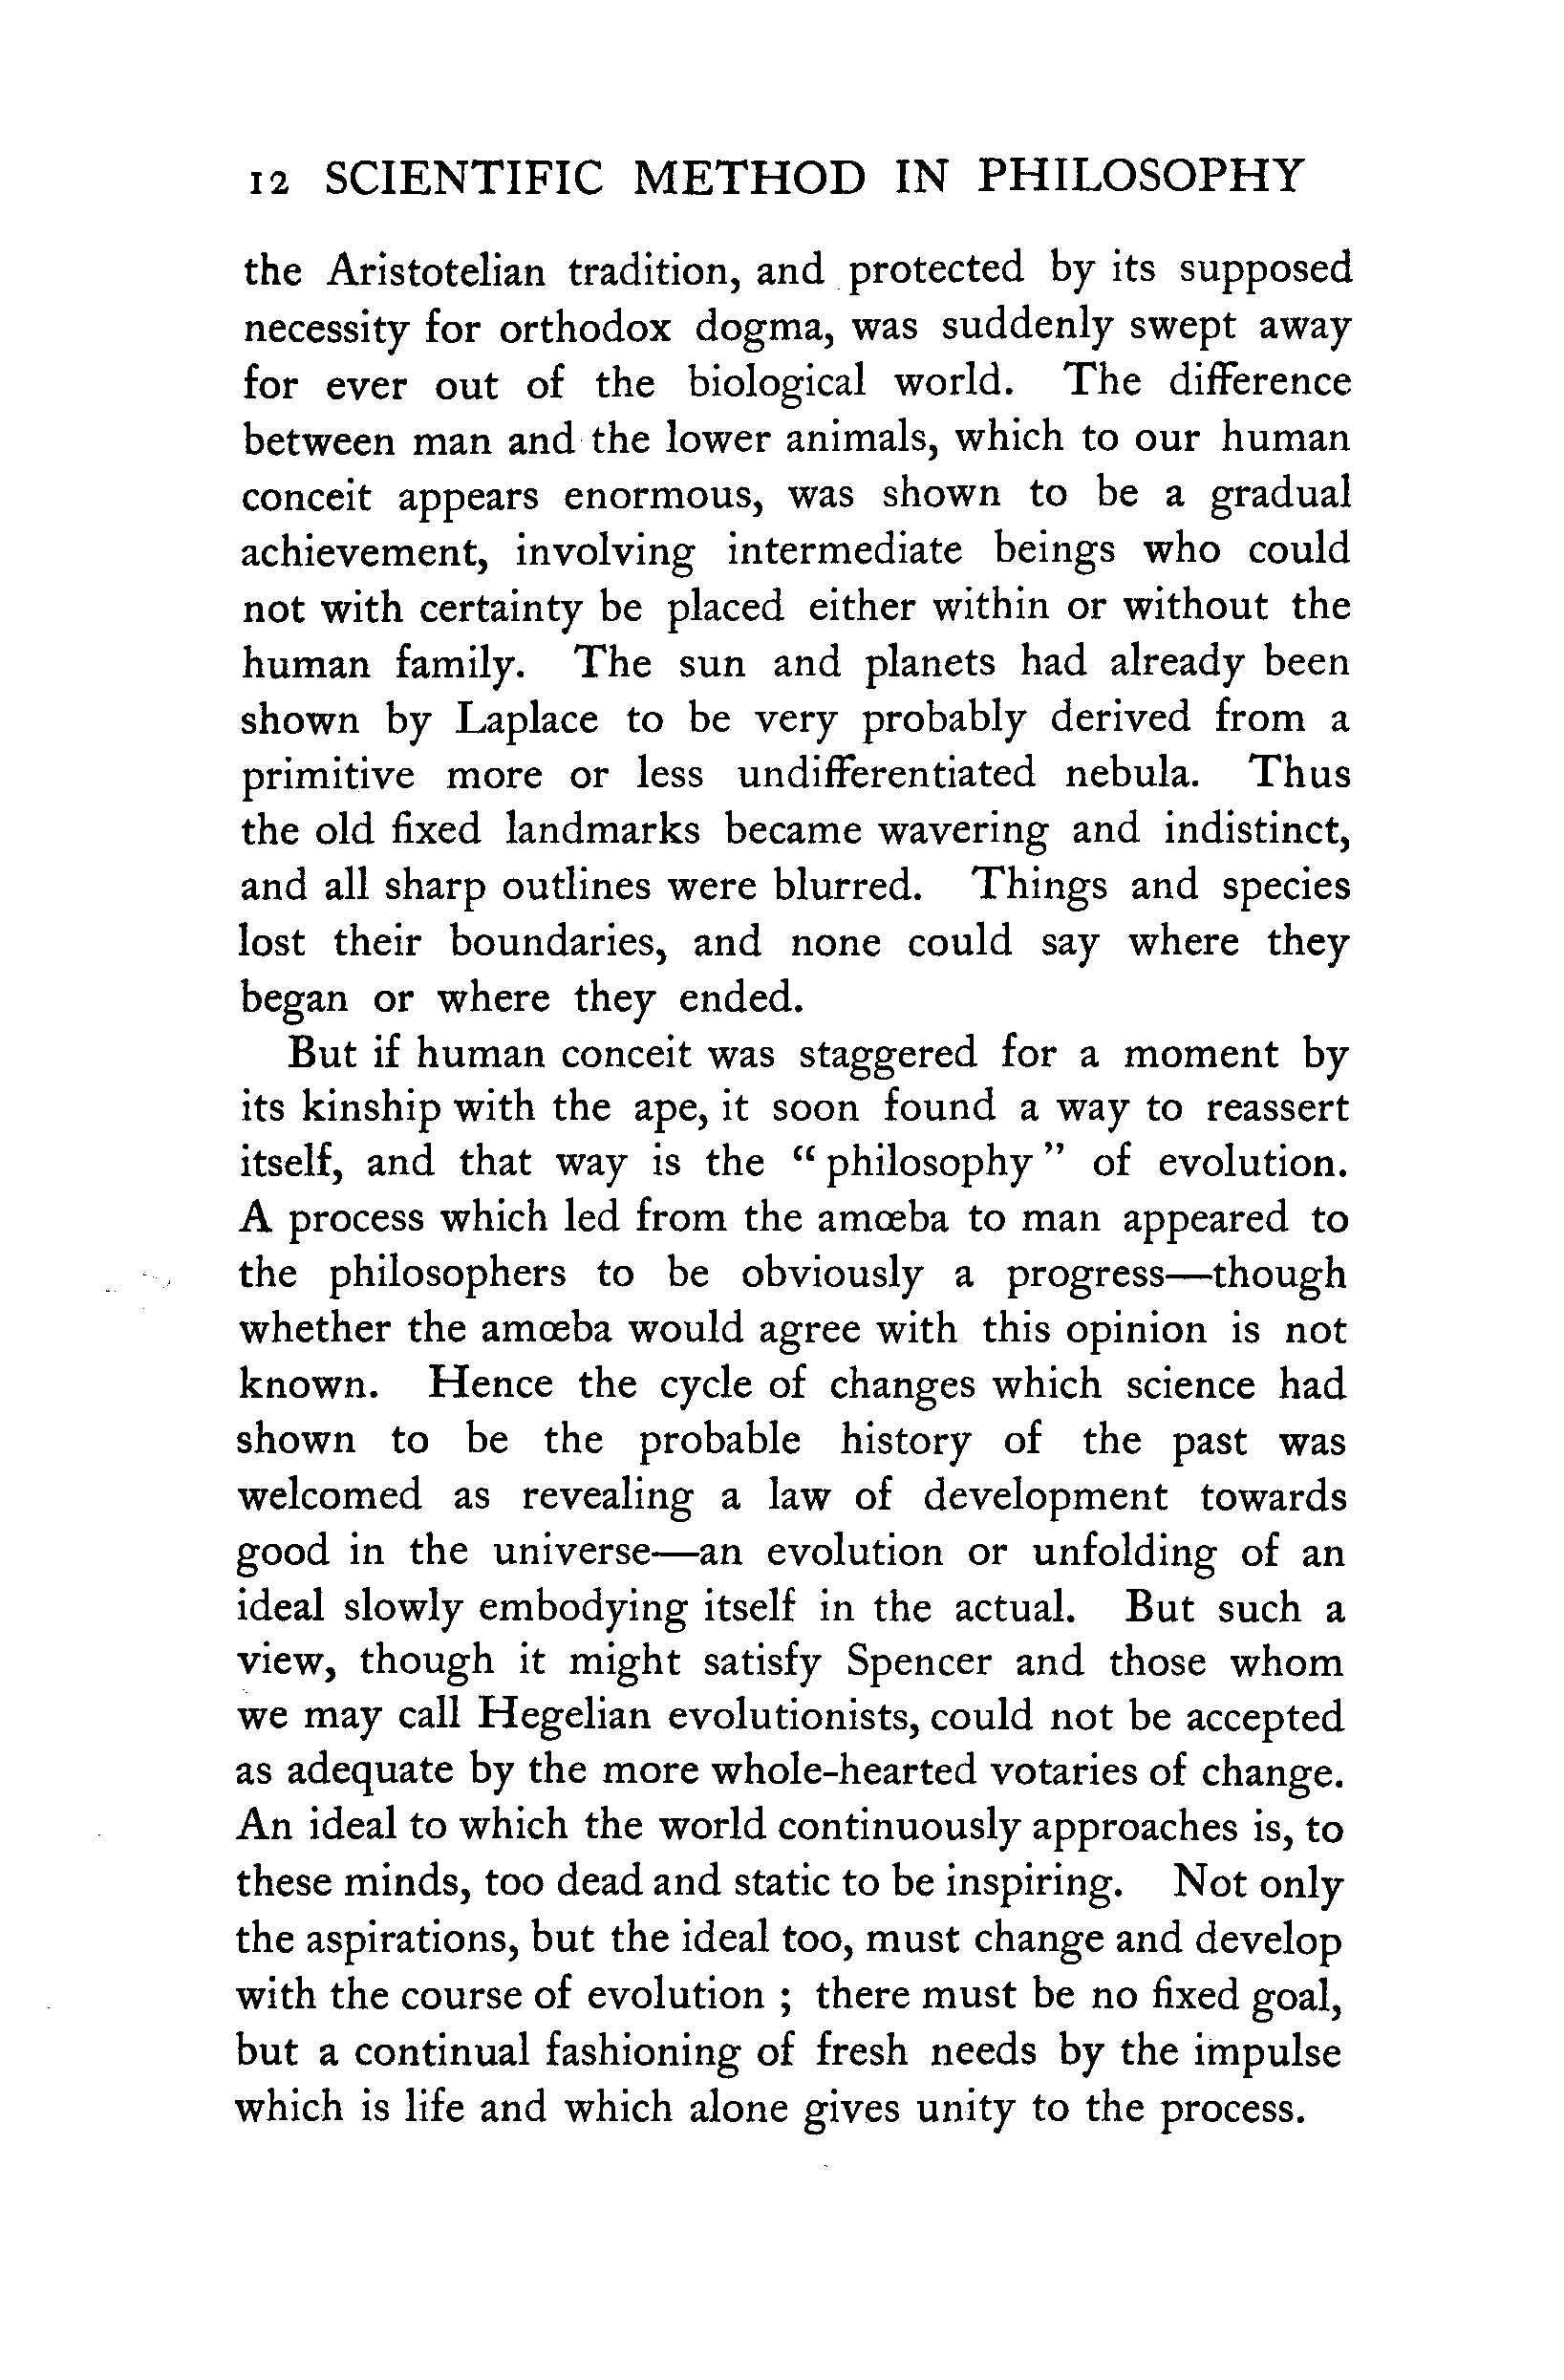 12 SCIENTIFIC METHOD IN PHILOSOPHY
the Aristotelian tradition, and protected by its supposed
necessity for orthodox dogma, was suddenly swept away
for ever out of the biological world. The difference
between man and the lower animals, which to our human
conceit appears enormous, was shown to be a gradual
achievement, involving intermediate beings who could
not with certainty be placed either within or without the
human family. The sun and planets had already been
shown by Laplace to be very probably derived from a
primitive more or less undifferentiated nebula. Thus
the old fixed landmarks became wavering and indistinct,
and all sharp outlines were blurred. Things and species
lost their boundaries, and none could say where they
began or where they ended.
But if human conceit was staggered for a moment by
its kinship with the ape, it soon found a way to reassert
itself, and that way is the “ philosophy ” of evolution.
A process which led from the amœba to man appeared to
the philosophers to be obviously a progress—though
whether the amœba would agree with this opinion is not
known. Hence the cycle of changes which science had
shown to be the probable history of the past was
welcomed as revealing a law of development towards
good in the universe—an evolution or unfolding of an
ideal slowly embodying itself in the actual. But such a
view, though it might satisfy Spencer and those whom
we may call Hegelian evolutionists, could not be accepted
as adequate by the more whole-hearted votaries of change.
An ideal to which the world continuously approaches is, to
these minds, too dead and static to be inspiring. Not only
the aspirations, but the ideal too, must change and develop
with the course of evolution ; there must be no fixed goal,
but a continual fashioning of fresh needs by the impulse
which is life and which alone gives unity to the process.